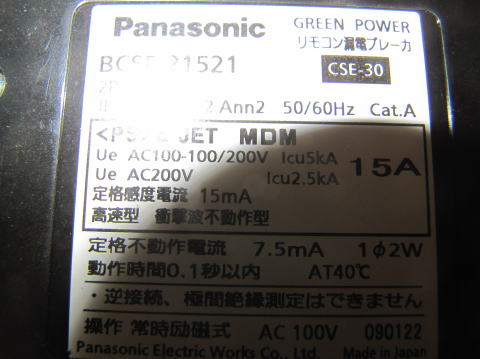 Panasonic
GREEN POWER
リモコン漏電ブレーカ
CSE-30
21521
2 Ann2 50/60Hz Cat.A
JET MDM
Ue AC100-100/200V Icu5kA
15A
Ue AC200V Icu2.5kA
定格感度電流 15mA
高速型 衝撃波不動作型
定格不動作電流 7.5mA 1φ2W
動作時間0.1秒以内 AT40℃
・逆接続、極間絶縁測定はできません
操作 常時励磁式 AC 100V 090122
Panasonic Electric Works Co., Ltd. Made in Japan